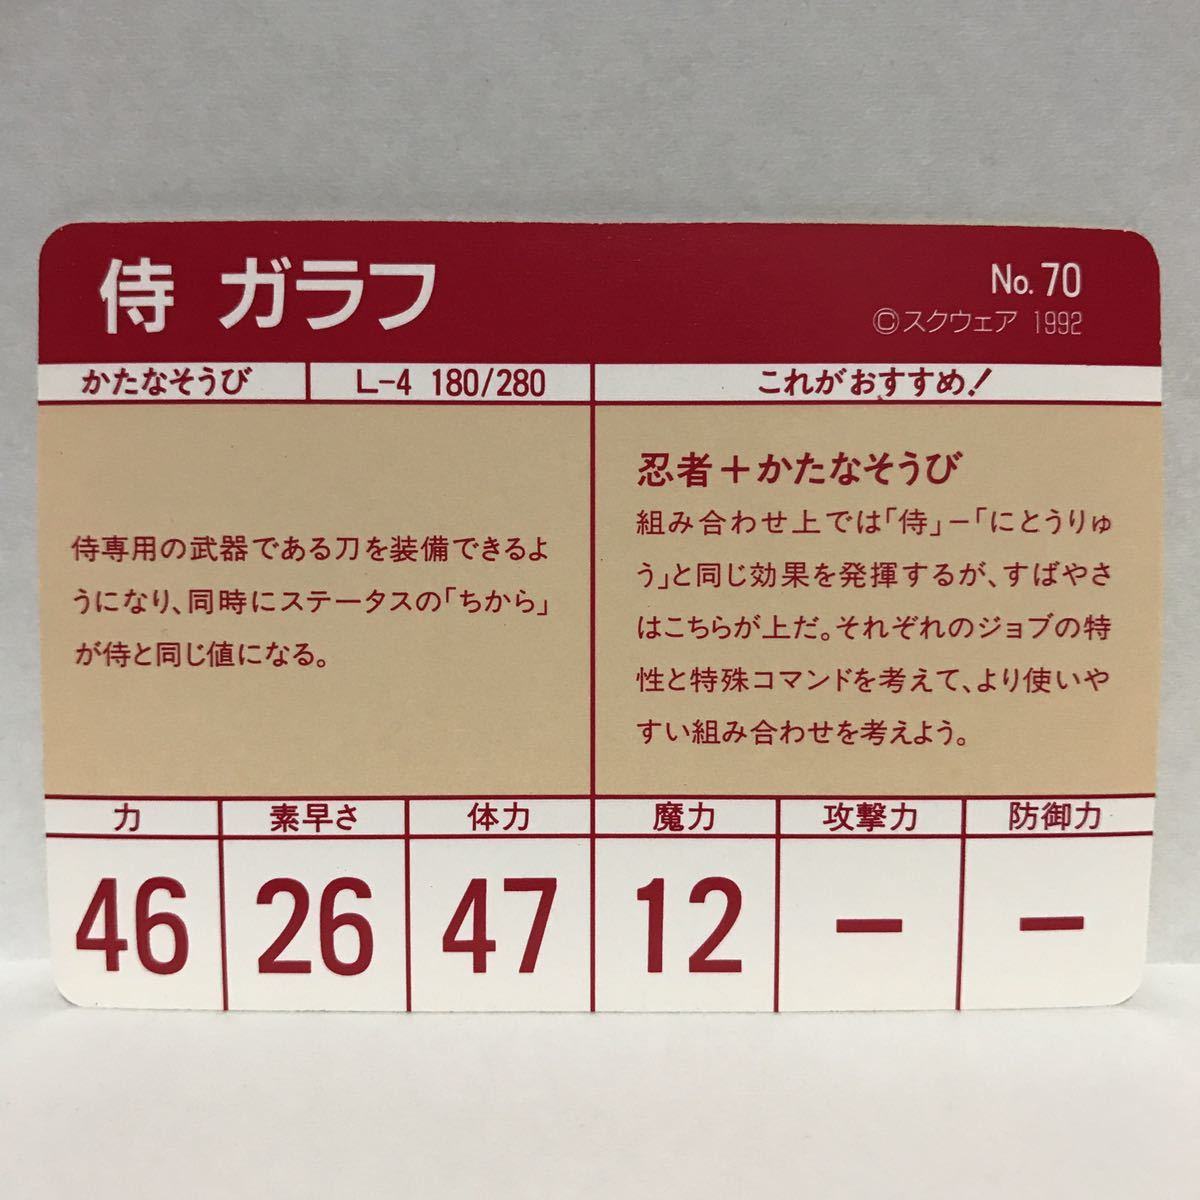 侍 ガラフ
No. 70
©スクウェア 1992
かたなそうび
L-4 180/280
これがおすすめ!
侍専用の武器である刀を装備できるよ
うになり、同時にステータスの「ちから」
が侍と同じ値になる。
忍者+かたなそうび
組み合わせ上では「侍」-「にとうりゅ
う」と同じ効果を発揮するが、すばやさ
はこちらが上だ。それぞれのジョブの特
性と特殊コマンドを考えて、より使いや
すい組み合わせを考えよう。
力 素早さ 体力 魔力 攻撃力 防御力
46 26 47 12 - -